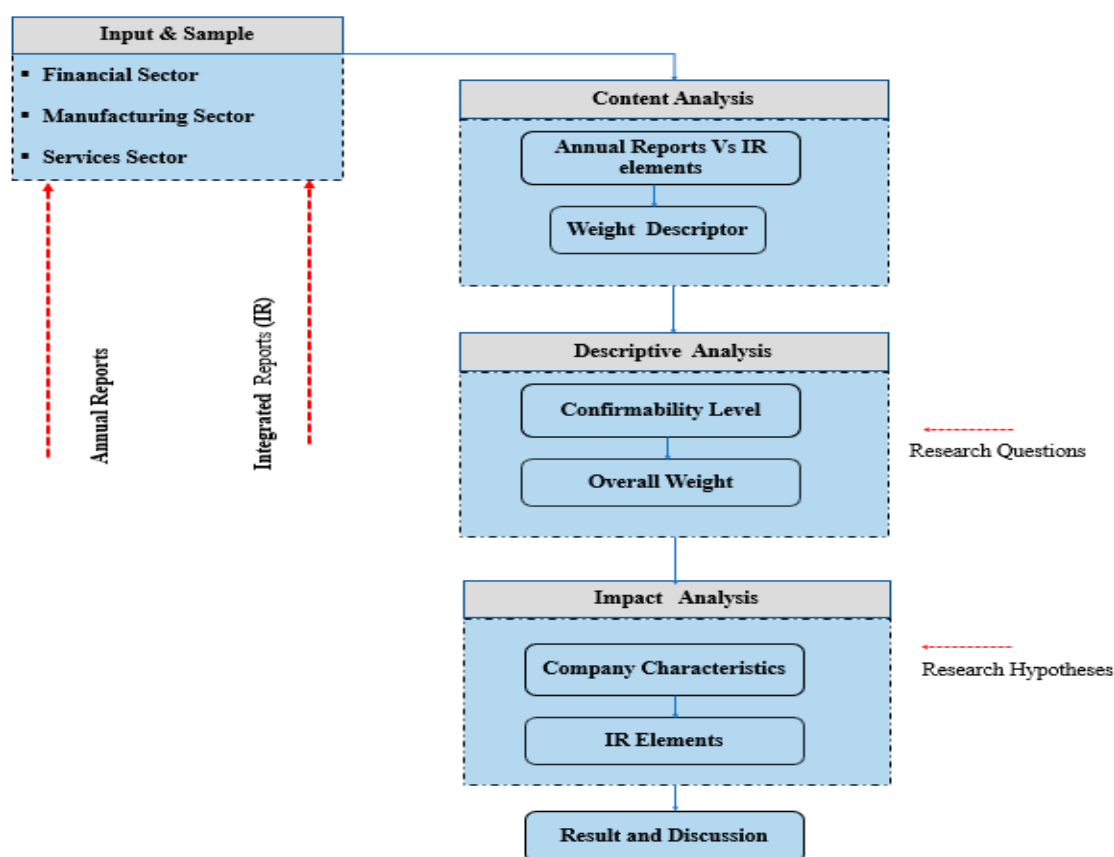 Input & Sample
▪ Financial Sector
▪ Manufacturing Sector
▪ Services Sector
Annual Reports
Integrated Reports (IR)
Content Analysis
Annual Reports Vs IR
elements
Weight Descriptor
Descriptive Analysis
Confirmability Level
Overall Weight
Research Questions
Impact Analysis
Company Characteristics
IR Elements
Research Hypotheses
Result and Discussion